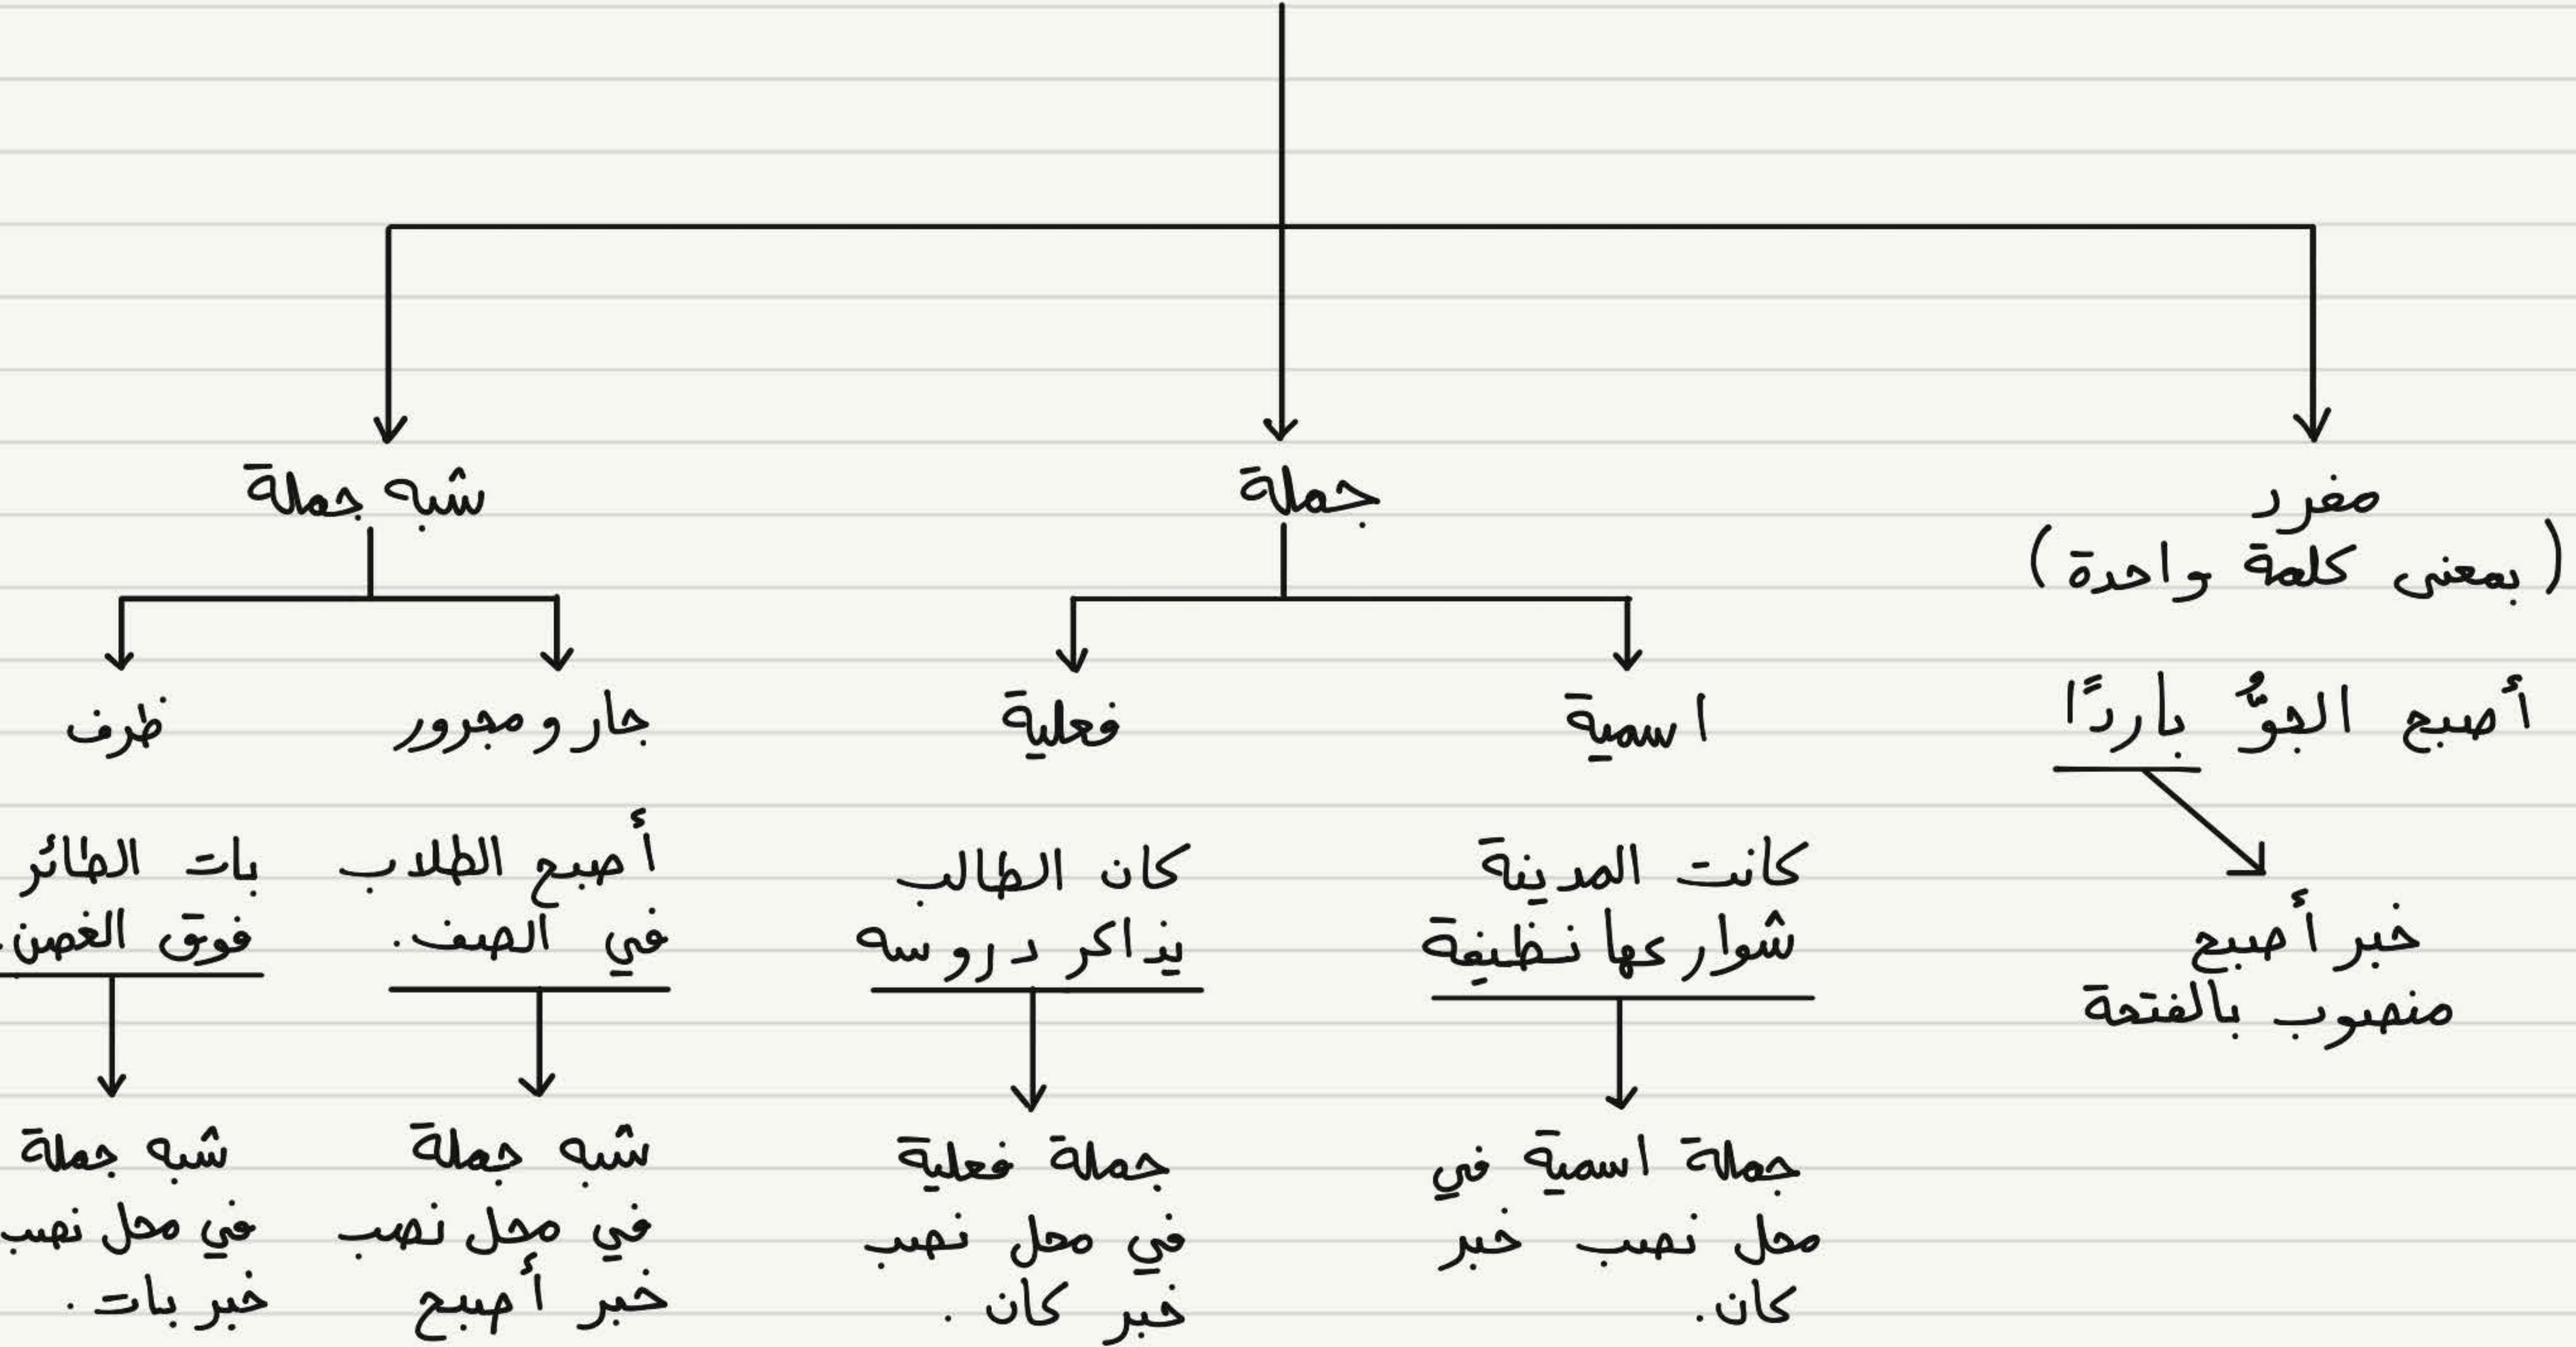 مفرد
(بمعنى كلمة واحدة)
أصبح الجوُّ باردًا
خبر أصبح
منصوب بالفتحة
جملة
اسمية
كانت المدينة
شوارعها نظيفة
جملة اسمية في
محل نصب خبر
كان.
فعلية
كان الطالب
يذاكر دروسه
جملة فعلية
في محل نصب
خبر كان.
شبه جملة
جار ومجرور
أصبح الطلاب
في الصف.
شبه جملة
في محل نصب
خبر أصبح
ظرف
بات الطائر
فوق الغصن.
شبه جملة
في محل نصب
خبر بات.